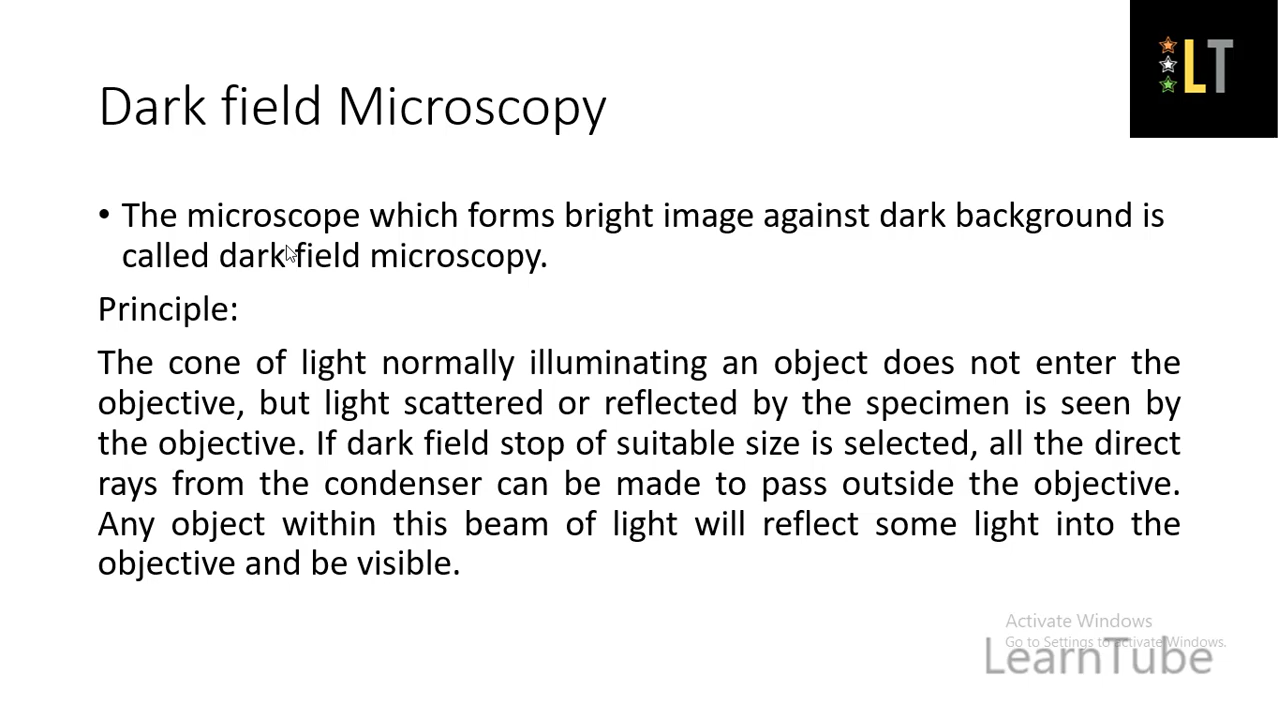 LT
Dark field Microscopy
• The microscope which forms bright image against dark background is
called dark field microscopy.
Principle:
The cone of light normally illuminating an object does not enter the
objective, but light scattered or reflected by the specimen is seen by
the objective. If dark field stop of suitable size is selected, all the direct
rays from the condenser can be made to pass outside the objective.
Any object within this beam of light will reflect some light into the
objective and be visible.
Activate Windows
Go to Settings to activate Windows.
LearnTube